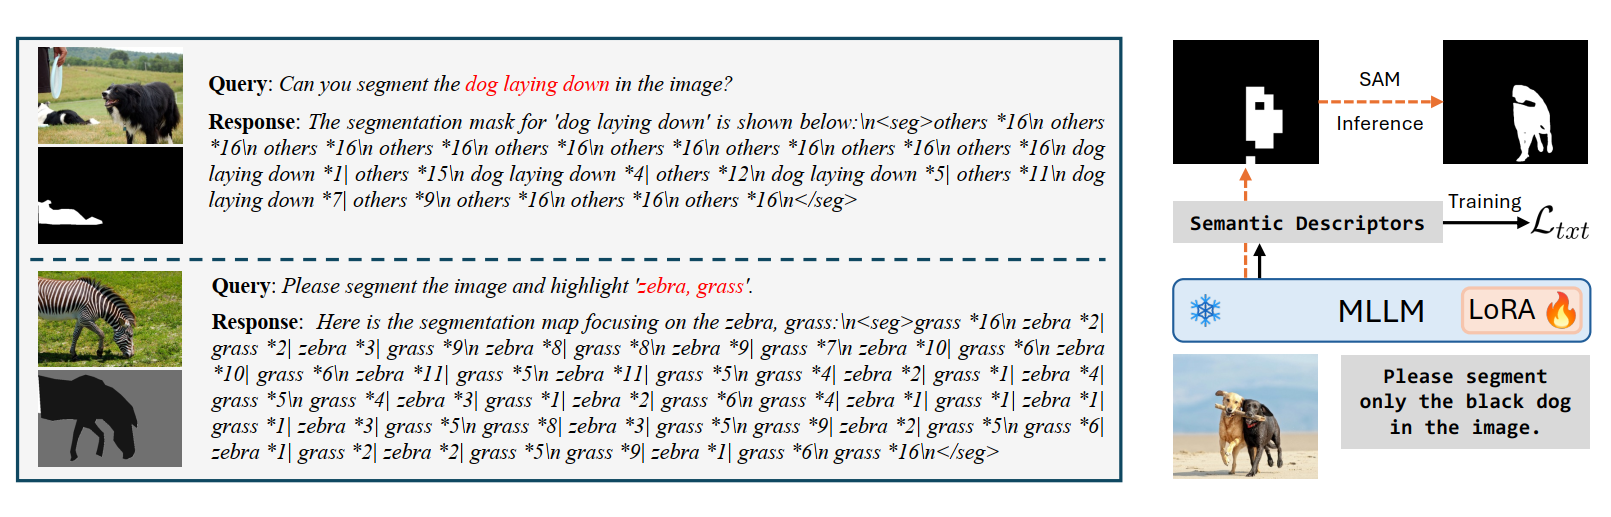 Query: Can you segment the dog laying down in the image?
Response: The segmentation mask for 'dog laying down' is shown below:\n<seg>others *16\n others
*16\n others *16\n others *16\n others *16\n others *16\n others *16\n others *16\n dog
laying down *1| others *15\n dog laying down *4| others *12\n dog laying down *5| others *11\n dog
laying down *7| others *9\n others *16\n others *16\n others *16\n</seg>
Query: Please segment the image and highlight 'zebra, grass'.
Response: Here is the segmentation map focusing on the zebra, grass:\n<seg>grass *16\n zebra *2|
grass *2| zebra *3| grass *9\n zebra *8| grass *8\n zebra *9| grass *7\n zebra *10| grass *6\n zebra
*10| grass *6\n zebra *11| grass *5\n zebra *11| grass *5\n grass *4| zebra *2| grass *1| zebra *4|
grass *5\n grass *4| zebra *3| grass *1| zebra *2| grass *6\n grass *4| zebra *1| grass *1| zebra *1|
grass *1| zebra *3| grass *5\n grass *8| zebra *3| grass *5\n grass *9| zebra *2| grass *5\n grass *6|
zebra *1| grass *2| zebra *2| grass *5\n grass *9| zebra *1| grass *6\n grass *16\n</seg>
SAM
Inference
Semantic Descriptors
Training
ℒtxt
MLLM
LoRA
Please segment
only the black dog
in the image.